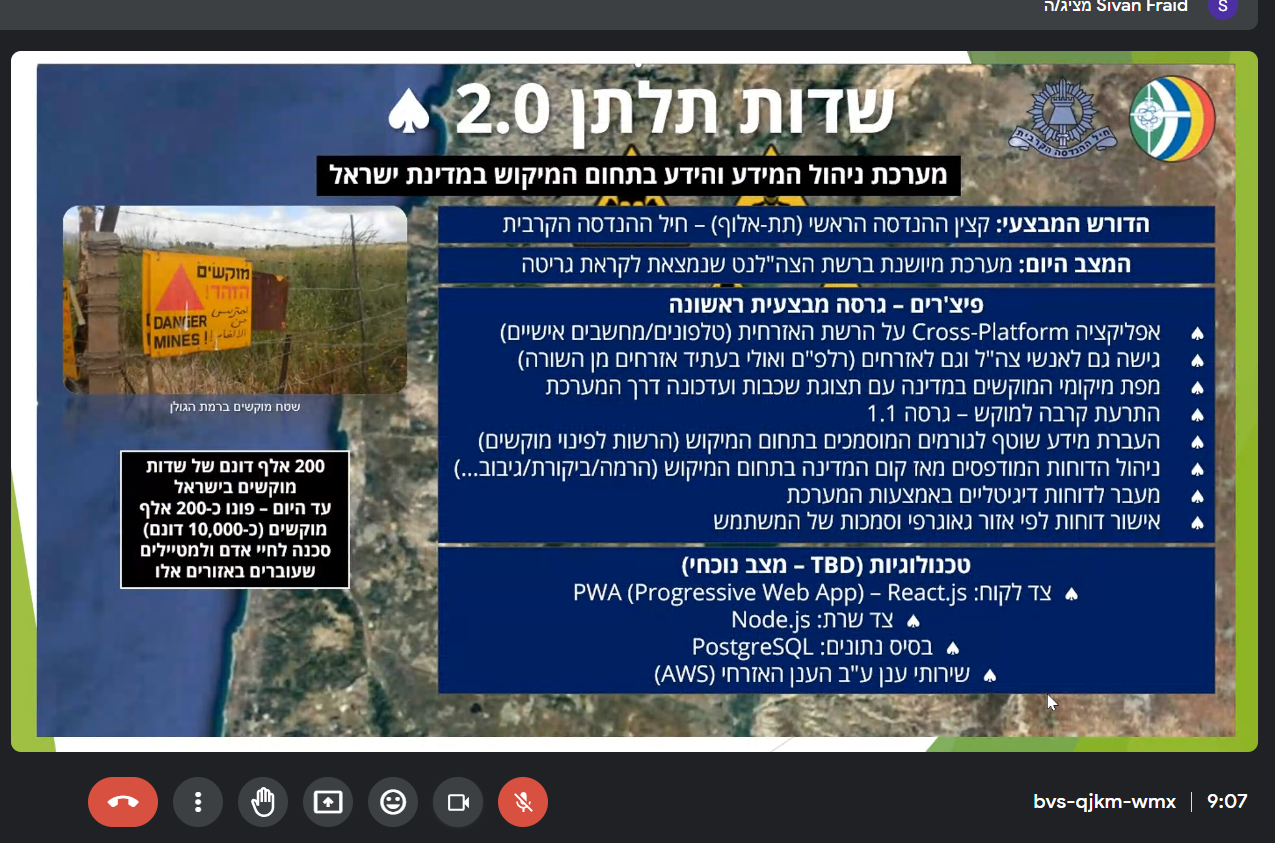 Sivan Fraid מציג/ה
S
שדות תלתן 2.0 ♠
חיל ההנדסה הקרבית
מערכת ניהול המידע והידע בתחום המיקוש במדינת ישראל
הדורש המבצעי: קצין ההנדסה הראשי (תת-אלוף) – חיל ההנדסה הקרבית
המצב היום: מערכת מיושנת ברשת הצה"לנט שנמצאת לקראת גריטה
פיצ'רים – גרסה מבצעית ראשונה
♠ אפליקציה Cross-Platform על הרשת האזרחית (טלפונים/מחשבים אישיים)
♠ גישה גם לאנשי צה"ל וגם לאזרחים (רלפ"ם ואולי בעתיד אזרחים מן השורה)
♠ מפת מיקומי המוקשים במדינה עם תצוגת שכבות ועדכונה דרך המערכת
♠ התרעת קרבה למוקש – גרסה 1.1
♠ העברת מידע שוטף לגורמים המוסמכים בתחום המיקוש (הרשות לפינוי מוקשים)
♠ ניהול הדוחות המודפסים מאז קום המדינה בתחום המיקוש (הרמה/ביקורת/גיבוב...)
♠ מעבר לדוחות דיגיטליים באמצעות המערכת
♠ אישור דוחות לפי אזור גאוגרפי וסמכות של המשתמש
טכנולוגיות (TBD – מצב נוכחי)
♠ צד לקוח: PWA (Progressive Web App) – React.js
♠ צד שרת: Node.js
♠ בסיס נתונים: PostgreSQL
♠ שירותי ענן ע"ב הענן האזרחי (AWS)
מוקשים
הזהר!
DANGER
MINES!
الألغام
שטח מוקשים ברמת הגולן
200 אלף דונם של שדות
מוקשים בישראל
עד היום – פונו כ-200 אלף
מוקשים (כ-10,000 דונם)
סכנה לחיי אדם ולמטיילים
שעוברים באזורים אלו
bvs-qjkm-wmx | 9:07